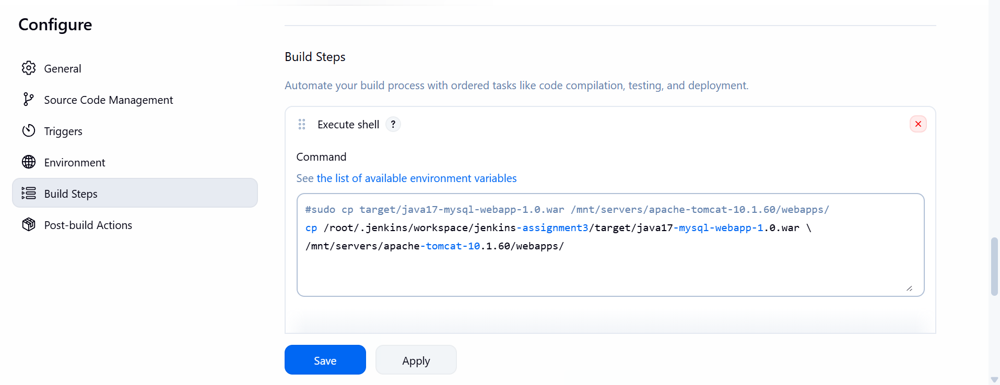 Configure
General
Source Code Management
Triggers
Environment
Build Steps
Post-build Actions
Build Steps
Automate your build process with ordered tasks like code compilation, testing, and deployment.
Execute shell ?
Command
See the list of available environment variables
#sudo cp target/java17-mysql-webapp-1.0.war /mnt/servers/apache-tomcat-10.1.60/webapps/
cp /root/.jenkins/workspace/jenkins-assignment3/target/java17-mysql-webapp-1.0.war \
/mnt/servers/apache-tomcat-10.1.60/webapps/
Save
Apply